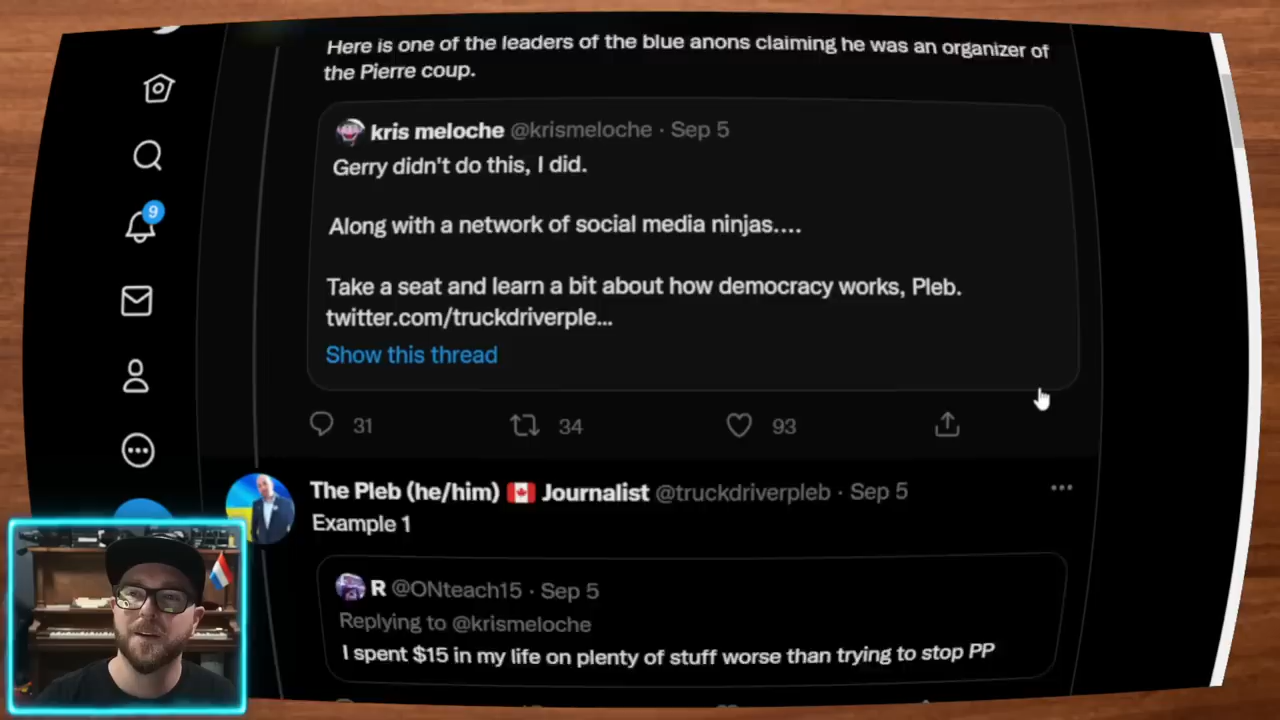 Here is one of the leaders of the blue anons claiming he was an organizer of
the Pierre coup.
kris meloche @krismeloche · Sep 5
Gerry didn't do this, I did.
Along with a network of social media ninjas....
Take a seat and learn a bit about how democracy works, Pleb.
twitter.com/truckdriverple...
Show this thread
9
31 34 93
The Pleb (he/him) 🇨🇦 Journalist @truckdriverpleb · Sep 5
Example 1
R @ONteach15 · Sep 5
Replying to @krismeloche
I spent $15 in my life on plenty of stuff worse than trying to stop PP